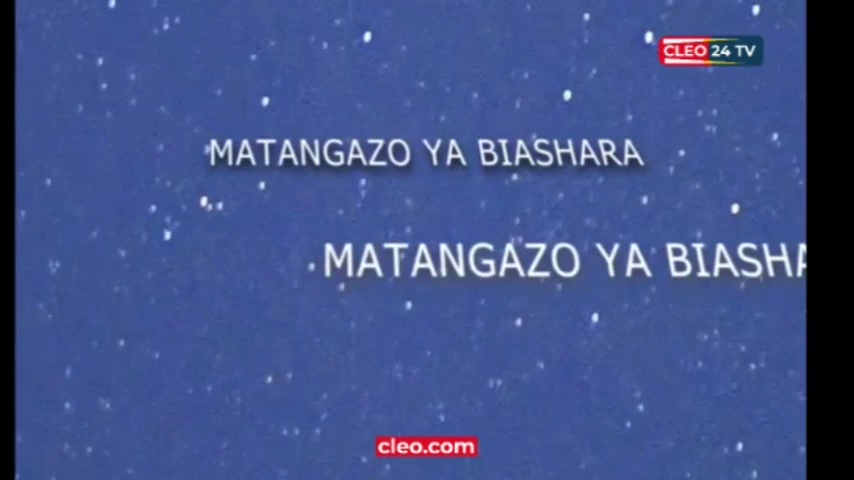 CLEO 24 TV
MATANGAZO YA BIASHARA
MATANGAZO YA BIASHA
cleo.com